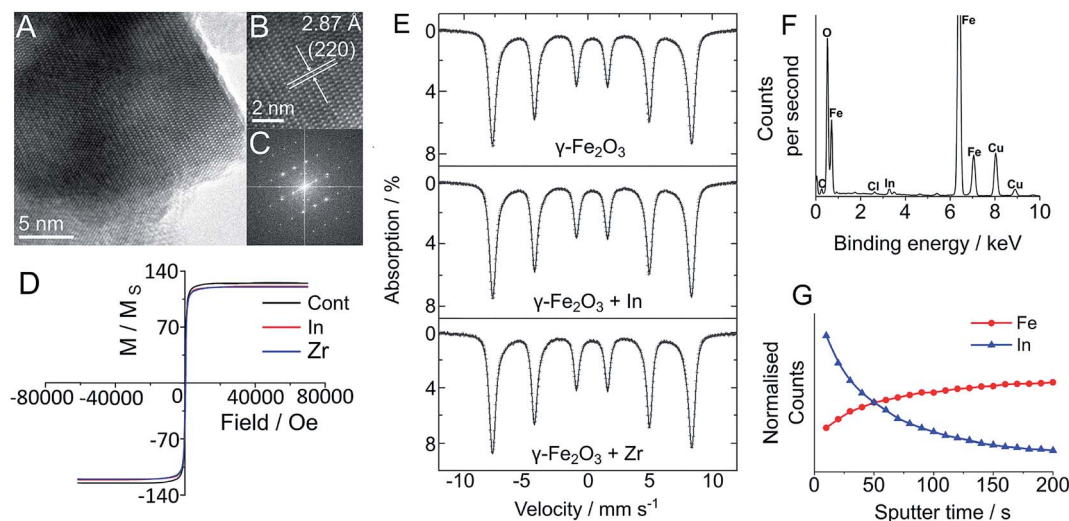 A
5 nm
B
2.87 Å
(220)
2 nm
C
D
M / M_S
140
70
-80000
-40000
0
40000
80000
Field / Oe
-70
-140
Cont
In
Zr
E
Absorption / %
0
4
8
γ-Fe₂O₃
0
4
8
γ-Fe₂O₃ + In
0
4
8
γ-Fe₂O₃ + Zr
-10
-5
0
5
10
Velocity / mm s⁻¹
F
Counts
per second
C
O
Fe
Cl
In
Fe
Fe
Cu
Cu
0
2
4
6
8
10
Binding energy / keV
G
Normalised
Counts
Fe
In
0
50
100
150
200
Sputter time / s